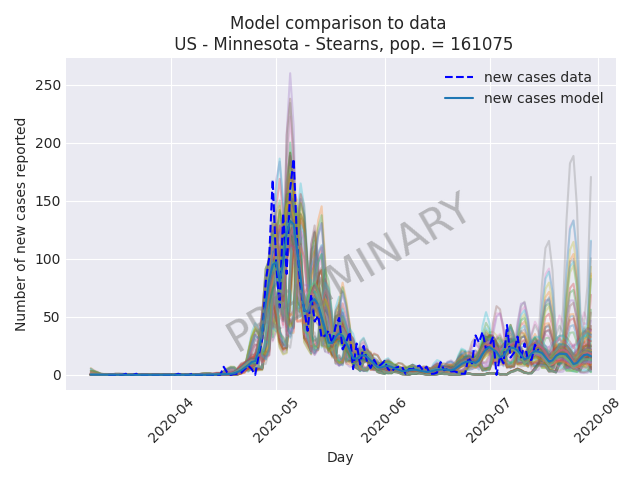 Model comparison to data
US - Minnesota - Stearns, pop. = 161075
new cases data
new cases model
PRELIMINARY
Number of new cases reported
250
200
150
100
50
0
2020-04
2020-05
2020-06
2020-07
2020-08
Day